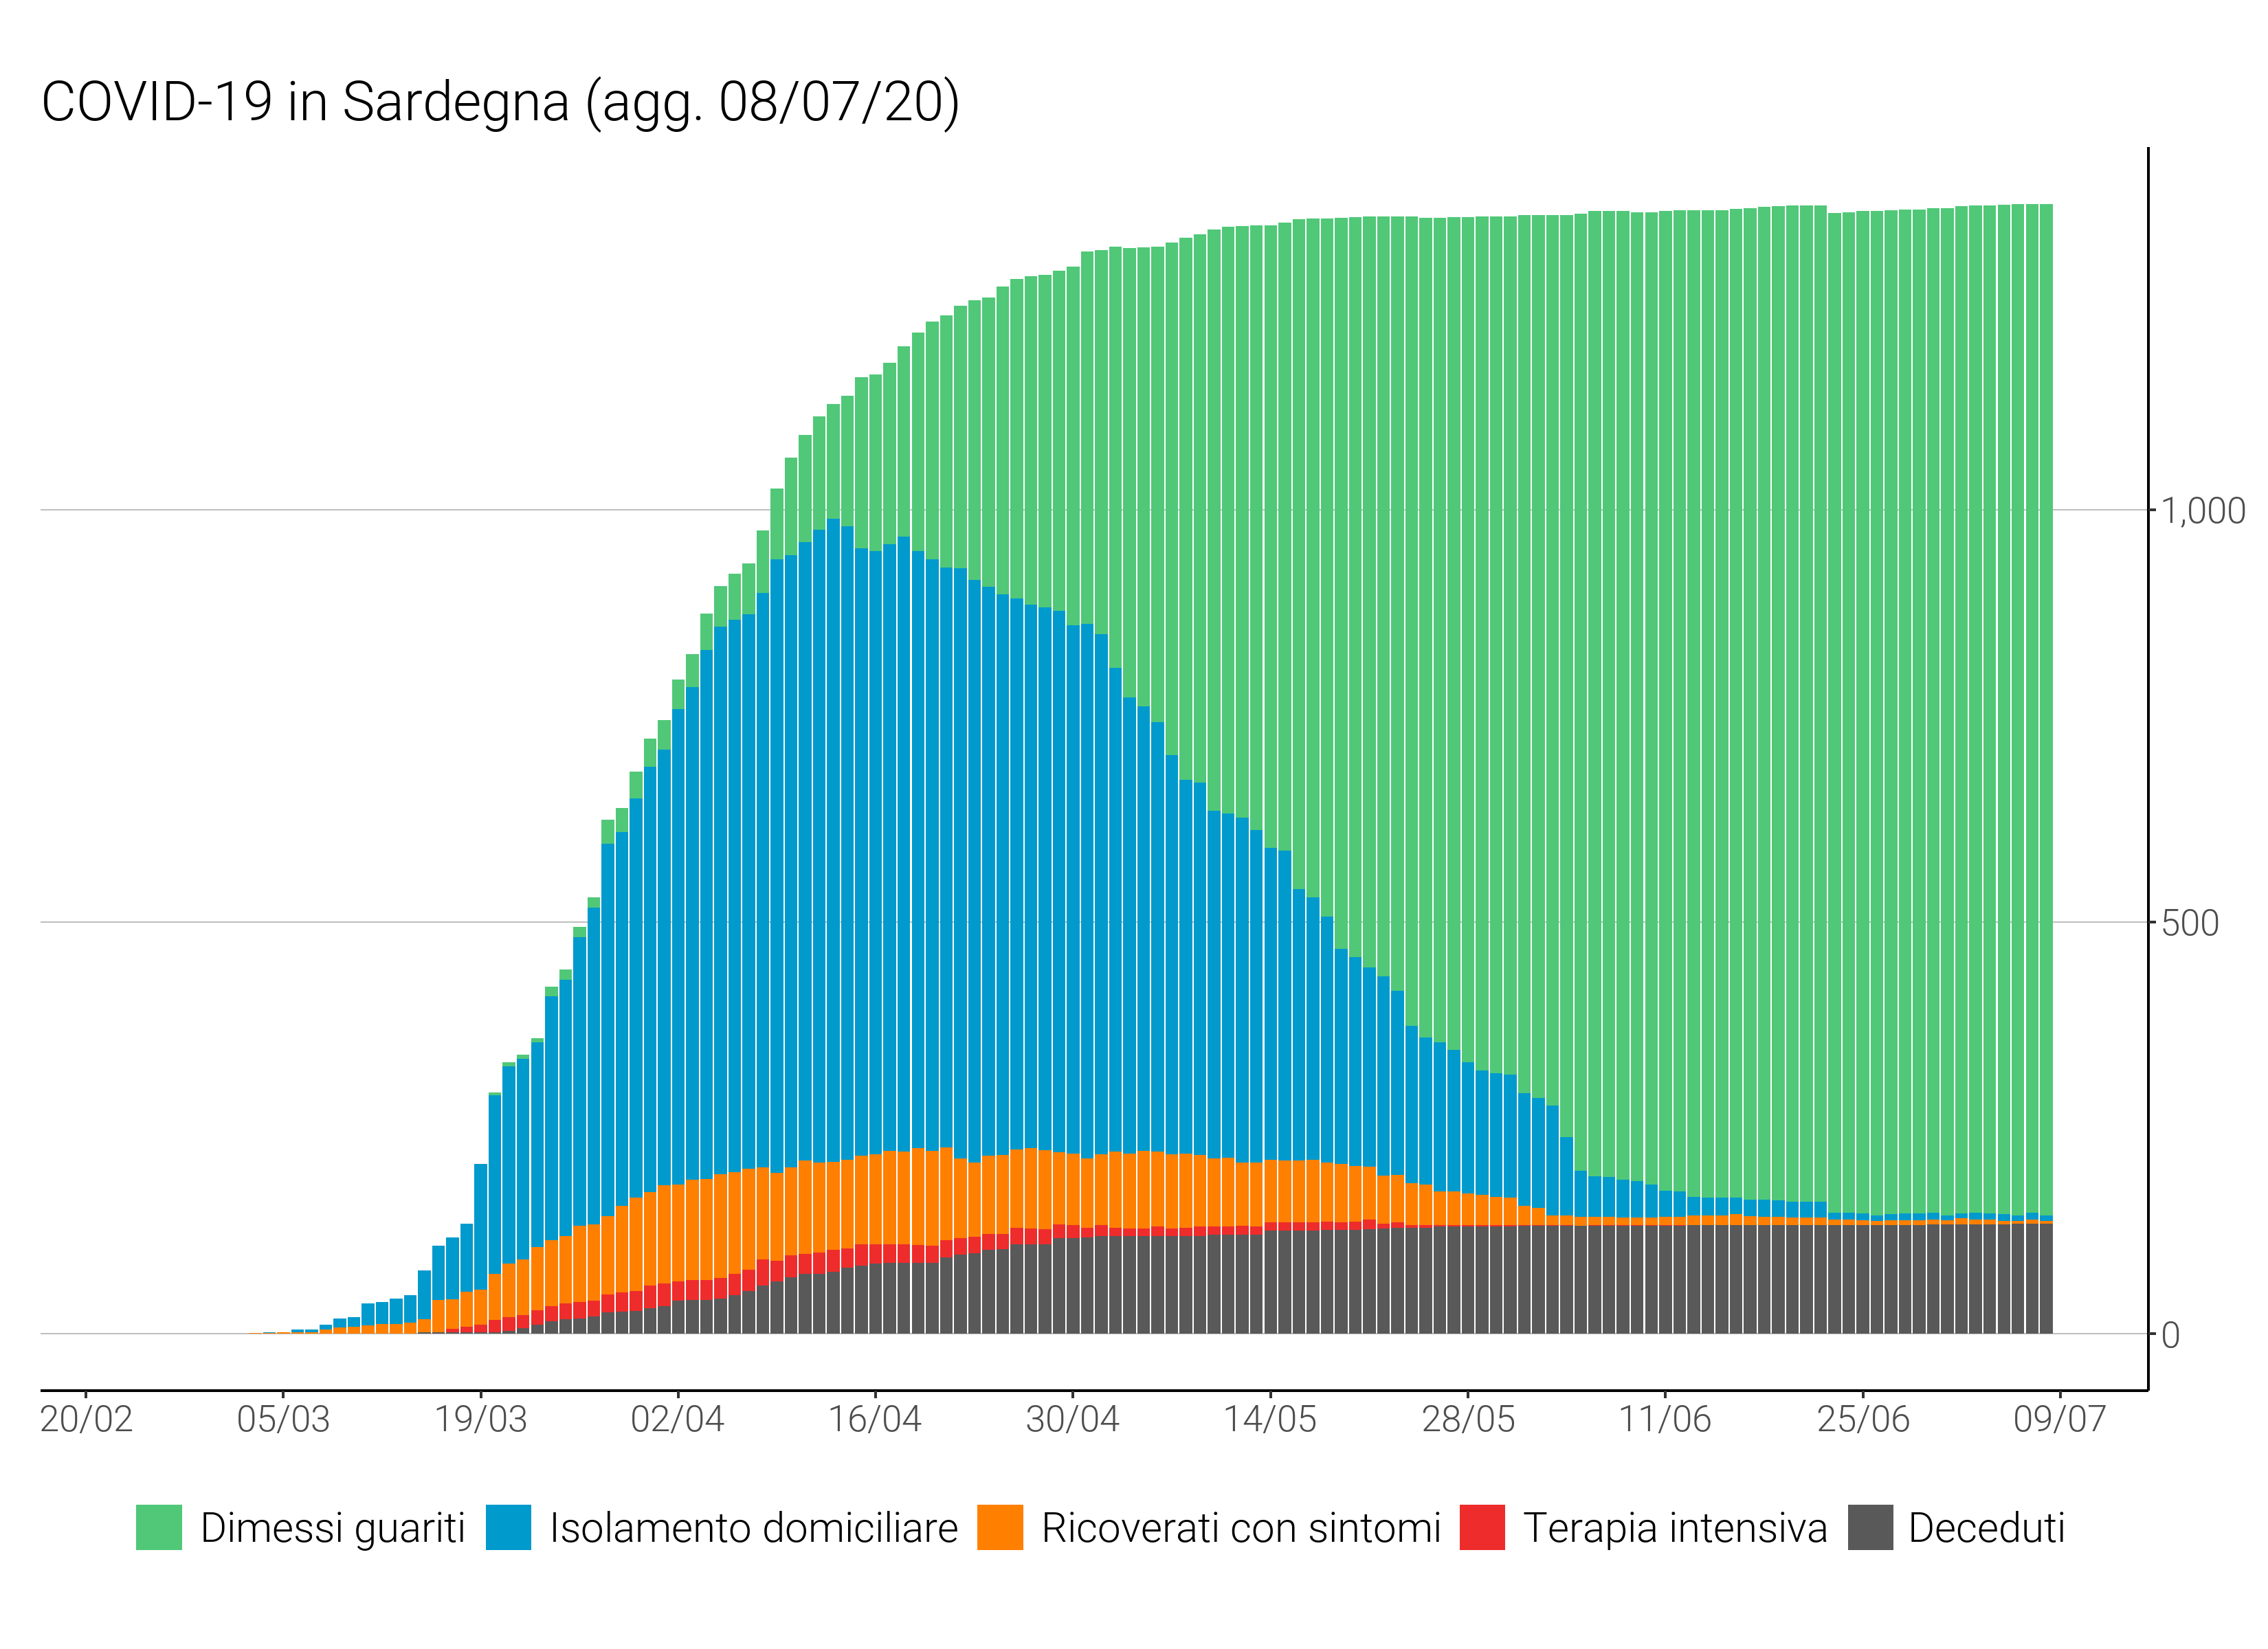 COVID-19 in Sardegna (agg. 08/07/20)
1,000
500
0
20/02 05/03 19/03 02/04 16/04 30/04 14/05 28/05 11/06 25/06 09/07
Dimessi guariti Isolamento domiciliare Ricoverati con sintomi Terapia intensiva Deceduti